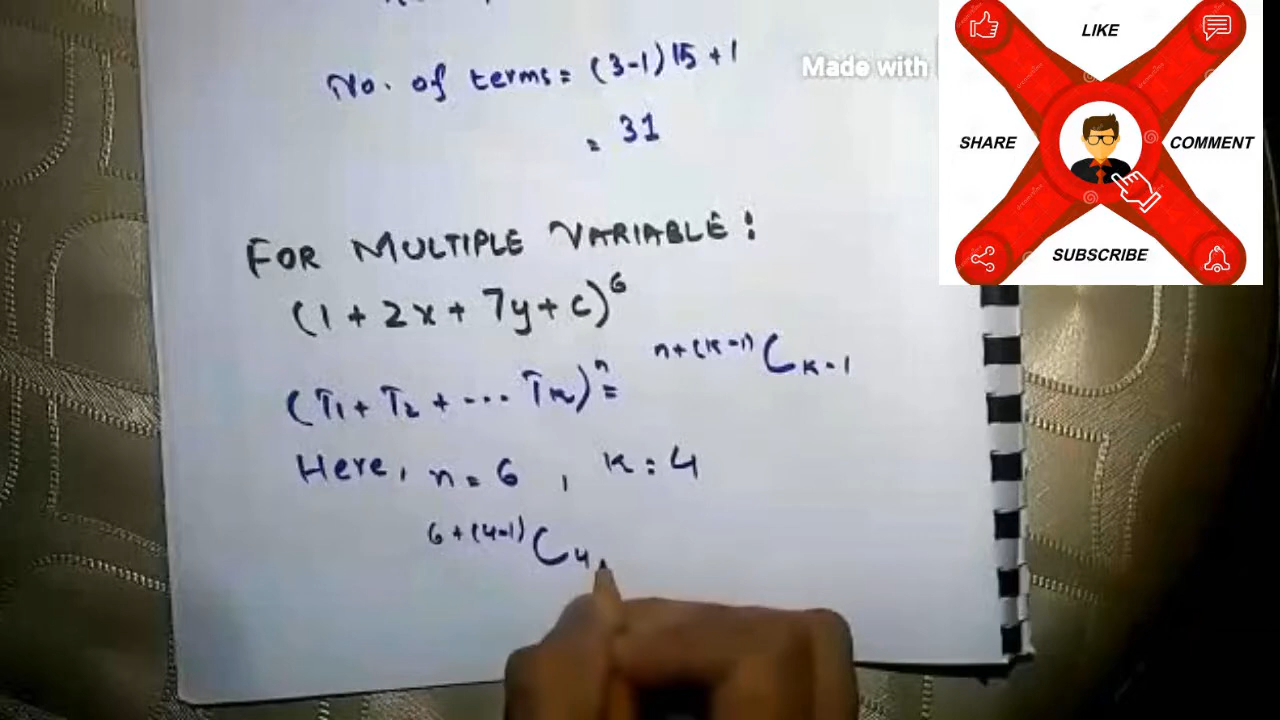 No. of terms = (3-1)15+1
= 31
FOR MULTIPLE VARIABLE:
(1 + 2x + 7y + c)⁶
(T₁ + T₂ + ... Tₖ)ⁿ = ⁿ⁺⁽ᵏ⁻¹⁾Cₖ₋₁
Here, n = 6, k = 4
⁶⁺⁽⁴⁻¹⁾C₄
Made with
LIKE
SHARE
COMMENT
SUBSCRIBE